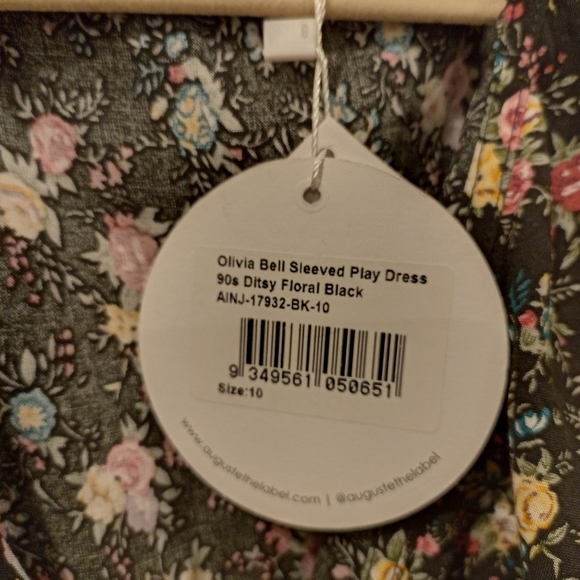 Olivia Bell Sleeved Play Dress
90s Ditsy Floral Black
AINJ-17932-BK-10
9 349561 050651
Size:10
www.augustethelabel.com | @augustethelabel